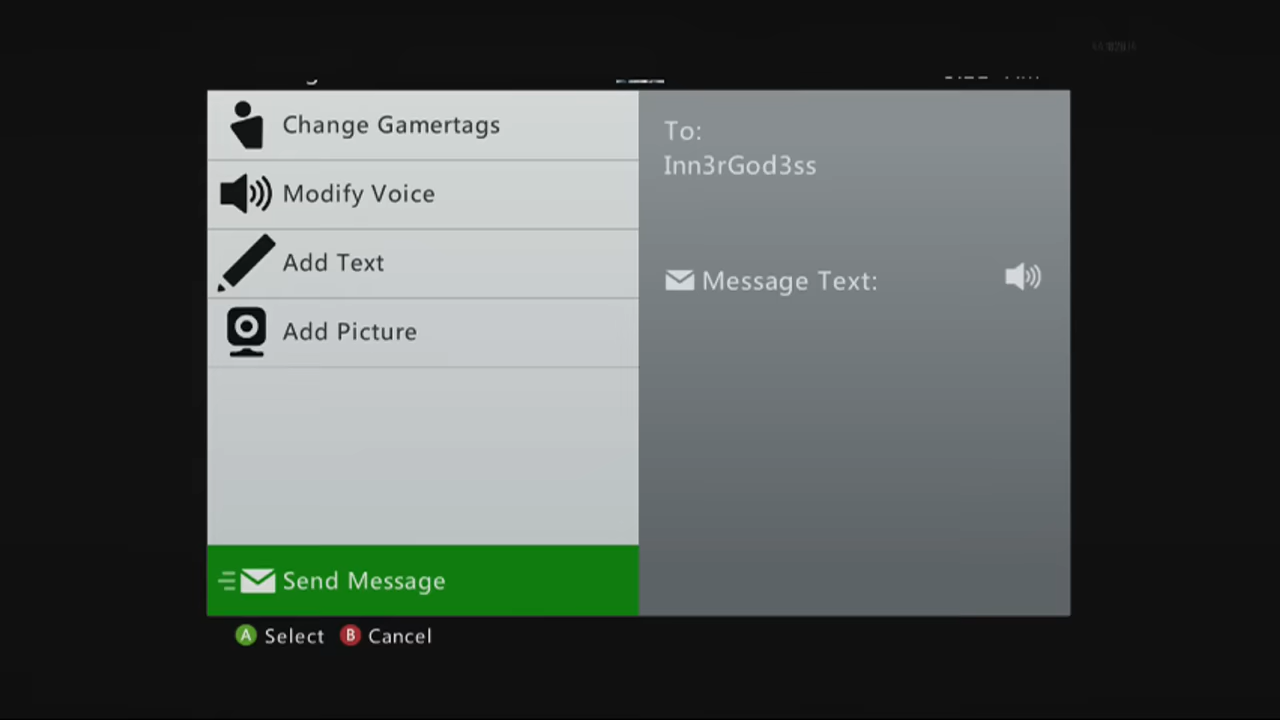 Change Gamertags
Modify Voice
Add Text
Add Picture
Send Message
To:
Inn3rGod3ss
Message Text:
A Select B Cancel